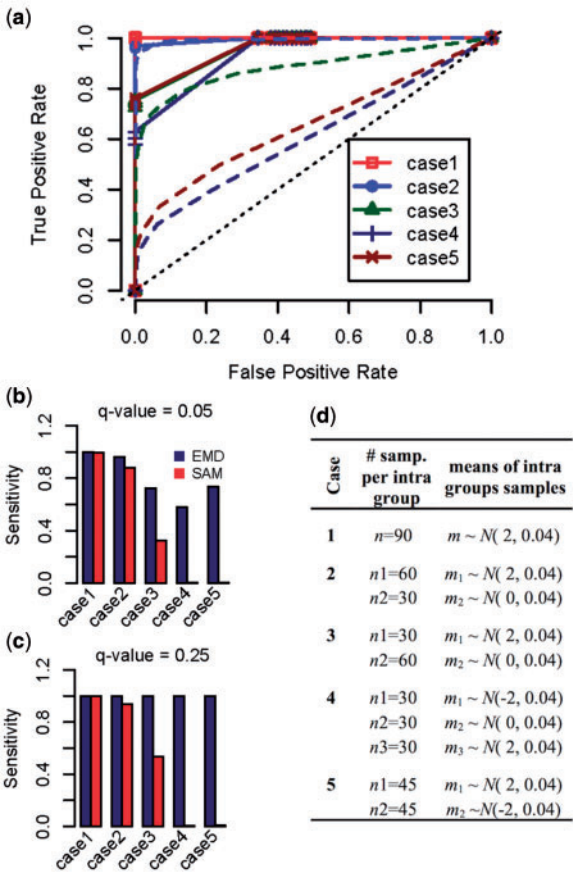 (a)
True Positive Rate
1.0
0.8
0.6
0.4
0.2
0.0
case1
case2
case3
case4
case5
0.0 0.2 0.4 0.6 0.8 1.0
False Positive Rate
(b)
q-value = 0.05
Sensitivity
1.2
0.8
0.4
0.0
EMD
SAM
case1 case2 case3 case4 case5
(c)
q-value = 0.25
Sensitivity
1.2
0.8
0.4
0.0
case1 case2 case3 case4 case5
(d)
Case # samp. per intra group means of intra groups samples
1 n=90 m ~ N( 2, 0.04)
2 n1=60 m1 ~ N( 2, 0.04)
n2=30 m2 ~ N( 0, 0.04)
3 n1=30 m1 ~ N( 2, 0.04)
n2=60 m2 ~ N( 0, 0.04)
4 n1=30 m1 ~ N(-2, 0.04)
n2=30 m2 ~ N( 0, 0.04)
n3=30 m3 ~ N( 2, 0.04)
5 n1=45 m1 ~ N( 2, 0.04)
n2=45 m2 ~N(-2, 0.04)